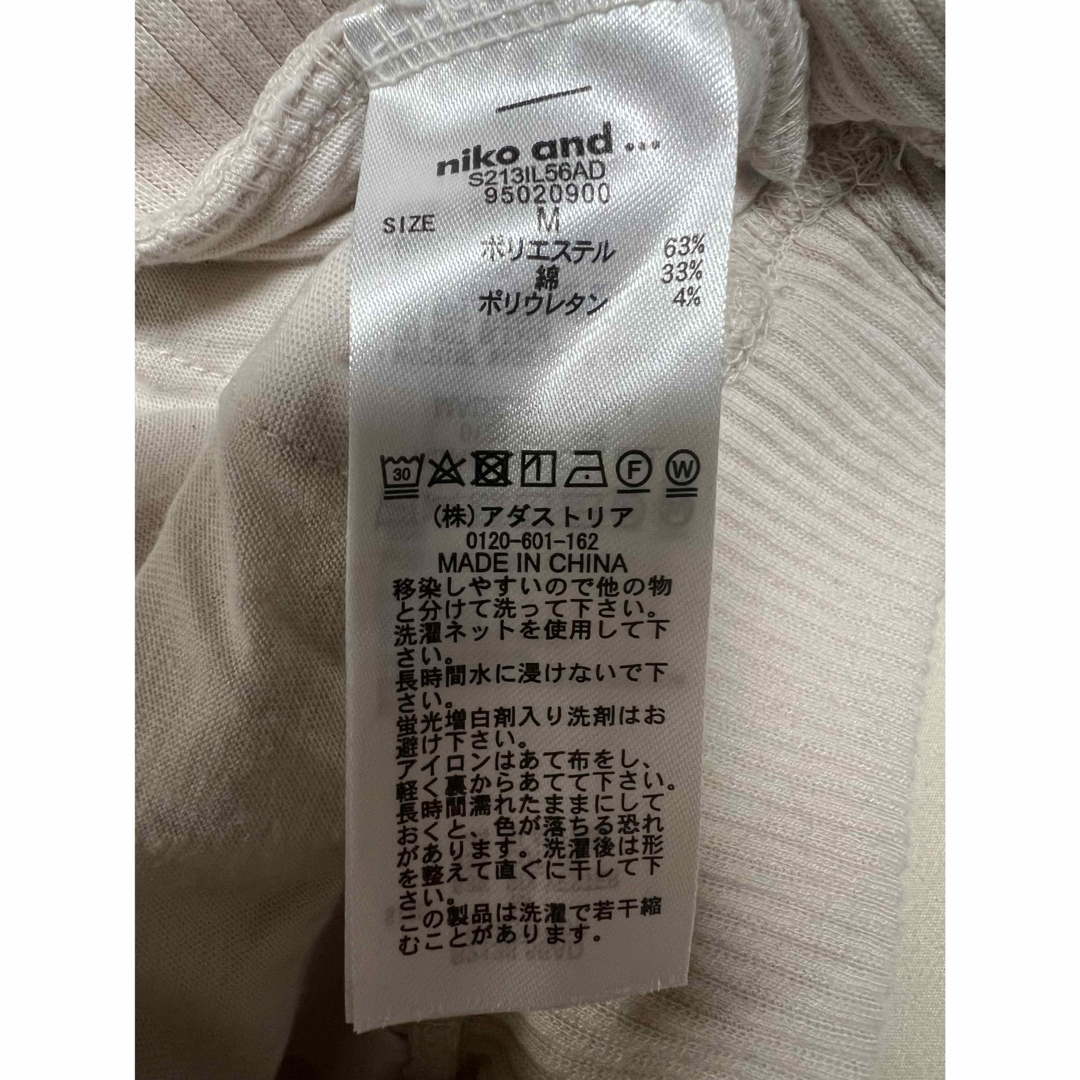 niko and ...
S213IL56AD
95020900
SIZE M
ポリエステル 63%
綿 33%
ポリウレタン 4%
30 F W
(株)アダストリア
0120-601-162
MADE IN CHINA
移染しやすいので他の物
と分けて洗って下さい。
洗濯ネットを使用して下
さい。
長時間水に浸けないで下
さい。
蛍光増白剤入り洗剤はお
避け下さい。
アイロンはあて布をし、
軽く裏からあてて下さい。
長時間濡れたままにして
おくと、色が落ちる恐れ
があります。洗濯後は形
を整えて直ぐに干して下
さい。
この製品は洗濯で若干縮
むことがあります。